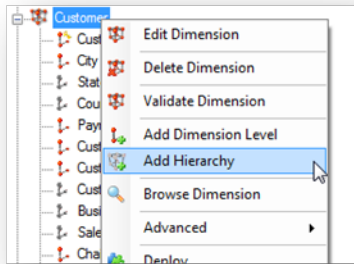 Customer
Cust
City
Stat
Cou
Payr
Cust
Cust
Cust
Busi
Sale
Cha
Edit Dimension
Delete Dimension
Validate Dimension
Add Dimension Level
Add Hierarchy
Browse Dimension
Advanced
Deploy